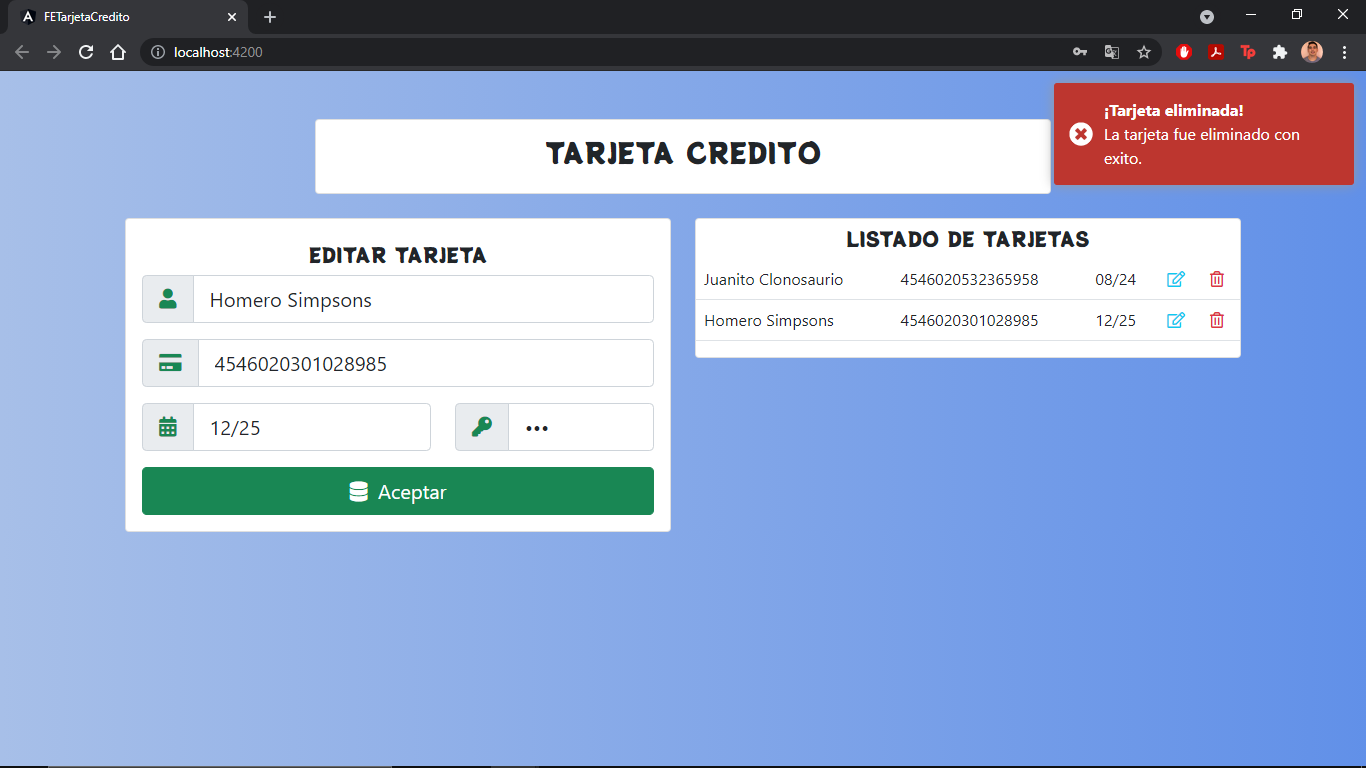 FETarjetaCredito
localhost:4200
¡Tarjeta eliminada!
La tarjeta fue eliminado con
exito.
TARJETA CREDITO
EDITAR TARJETA
Homero Simpsons
4546020301028985
12/25
•••
Aceptar
LISTADO DE TARJETAS
Juanito Clonosaurio 4546020532365958 08/24
Homero Simpsons 4546020301028985 12/25